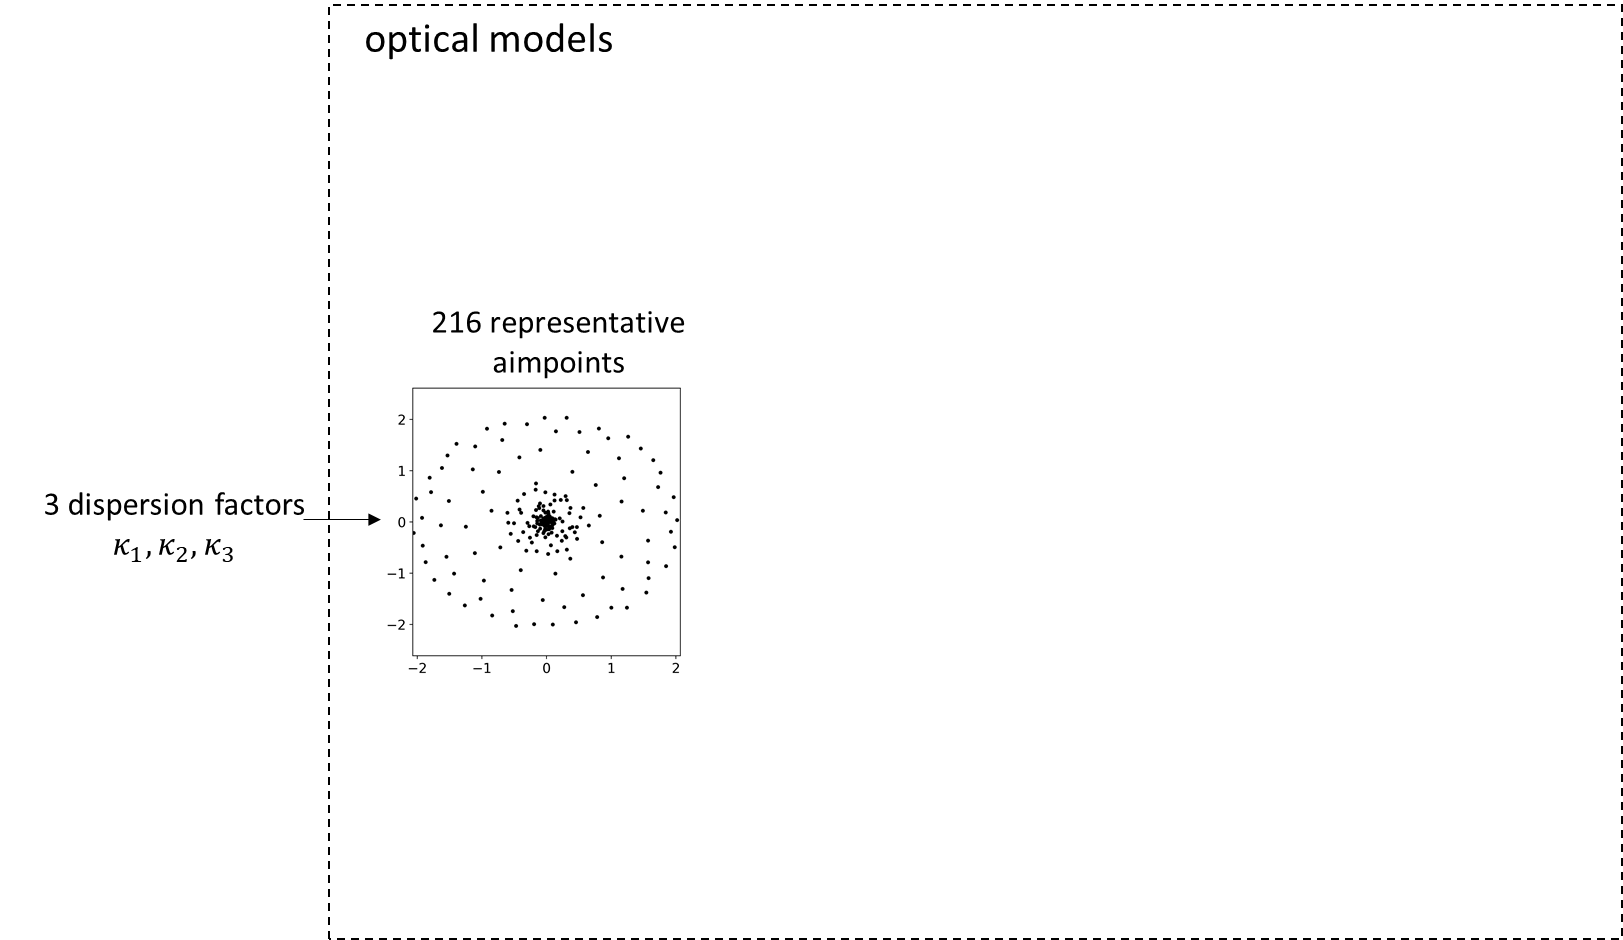 optical models
216 representative
aimpoints
3 dispersion factors
κ₁, κ₂, κ₃
2
1
0
−1
−2
−2 −1 0 1 2